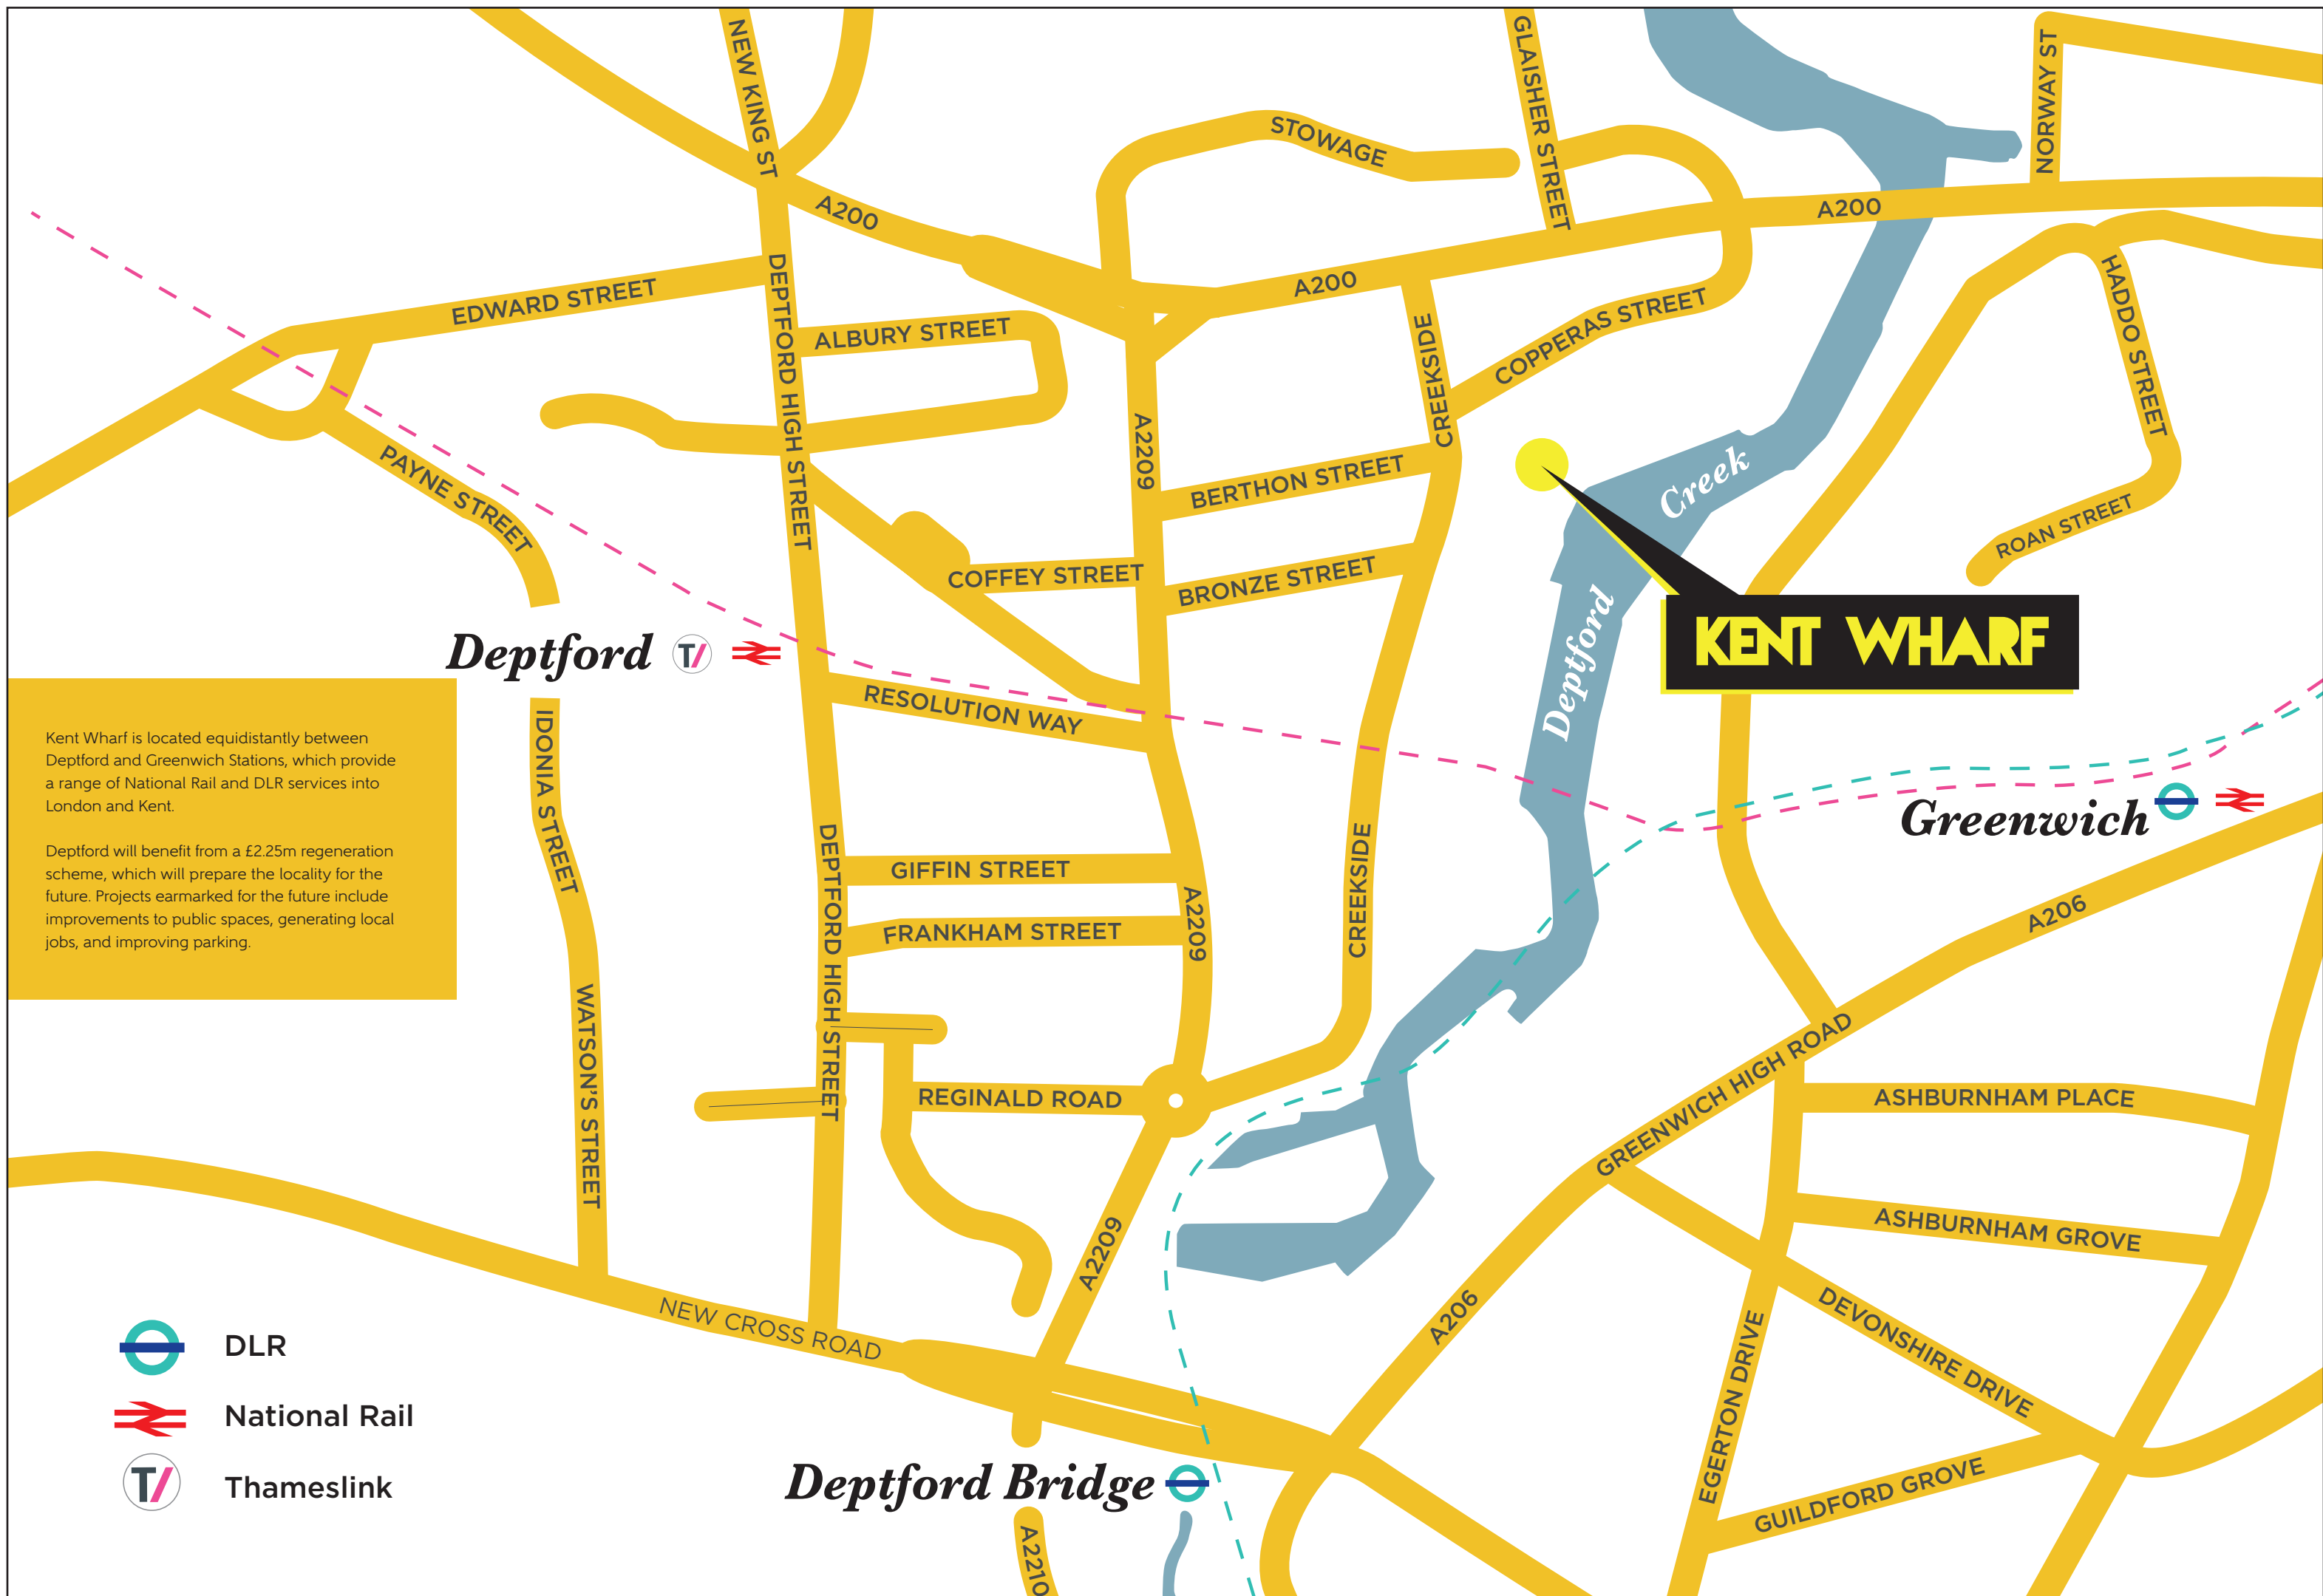 NEW KING ST
GLAISHER STREET
NORWAY ST
STOWAGE
A200
A200
A200
EDWARD STREET
DEPTFORD HIGH STREET
ALBURY STREET
CREEKSIDE
COPPERAS STREET
HADDO STREET
PAYNE STREET
A2209
BERTHON STREET
Creek
ROAN STREET
COFFEY STREET
BRONZE STREET
Deptford
KENT WHARF
Deptford
T/
RESOLUTION WAY
IDONIA STREET
Kent Wharf is located equidistantly between
Deptford and Greenwich Stations, which provide
a range of National Rail and DLR services into
London and Kent.
Deptford will benefit from a £2.25m regeneration
scheme, which will prepare the locality for the
future. Projects earmarked for the future include
improvements to public spaces, generating local
jobs, and improving parking.
Greenwich
DEPTFORD HIGH STREET
GIFFIN STREET
FRANKHAM STREET
A2209
CREEKSIDE
A206
WATSON'S STREET
REGINALD ROAD
GREENWICH HIGH ROAD
ASHBURNHAM PLACE
ASHBURNHAM GROVE
A2209
NEW CROSS ROAD
A206
DEVONSHIRE DRIVE
EGERTON DRIVE
GUILDFORD GROVE
Deptford Bridge
A2210
DLR
National Rail
T/
Thameslink